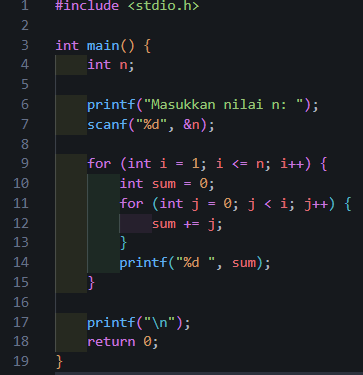 1 #include <stdio.h>
2
3 int main() {
4     int n;
5
6     printf("Masukkan nilai n: ");
7     scanf("%d", &n);
8
9     for (int i = 1; i <= n; i++) {
10         int sum = 0;
11         for (int j = 0; j < i; j++) {
12             sum += j;
13         }
14         printf("%d ", sum);
15     }
16
17     printf("\n");
18     return 0;
19 }